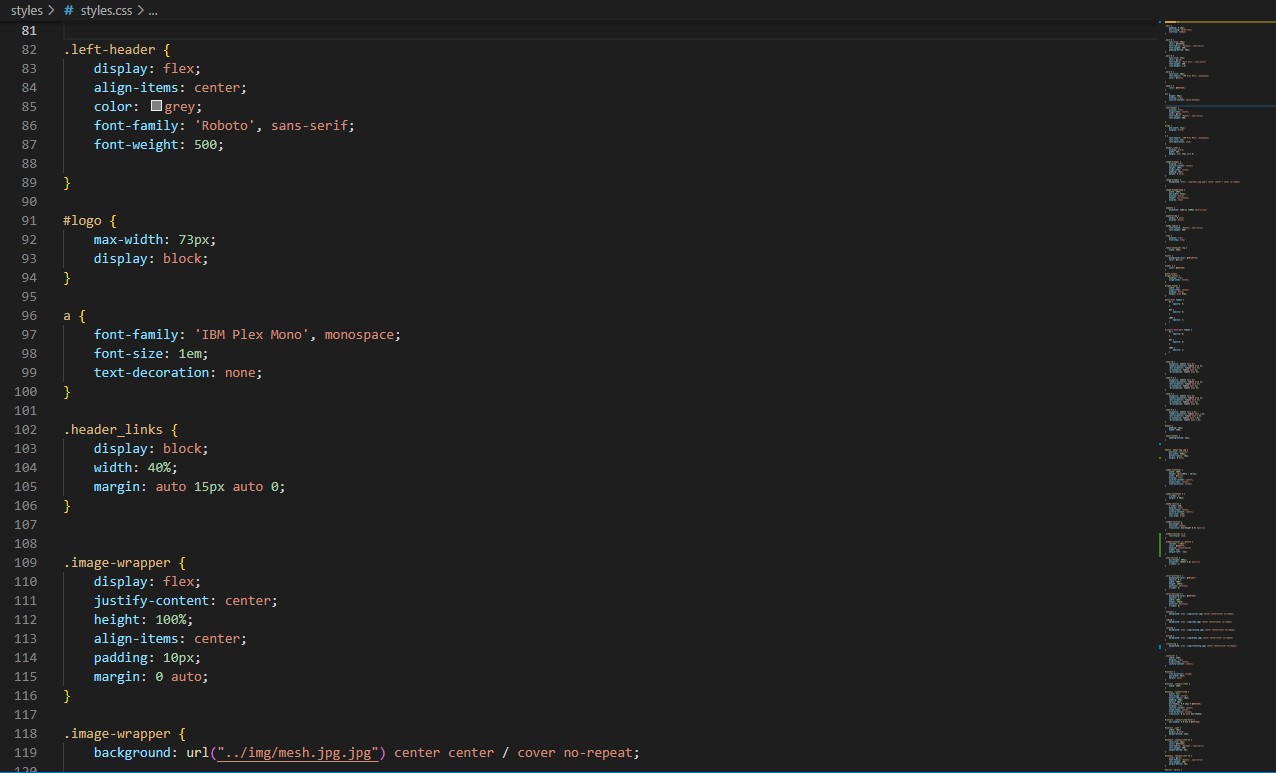 styles > # styles.css > ...
81
82 .left-header {
83     display: flex;
84     align-items: center;
85     color: grey;
86     font-family: 'Roboto', sans-serif;
87     font-weight: 500;
88
89 }
90
91 #logo {
92     max-width: 73px;
93     display: block;
94 }
95
96 a {
97     font-family: 'IBM Plex Mono', monospace;
98     font-size: 1em;
99     text-decoration: none;
100 }
101
102 .header_links {
103     display: block;
104     width: 40%;
105     margin: auto 15px auto 0;
106 }
107
108
109 .image-wrapper {
110     display: flex;
111     justify-content: center;
112     height: 100%;
113     align-items: center;
114     padding: 10px;
115     margin: 0 auto;
116 }
117
118 .image-wrapper {
119     background: url("../img/mesh.jpg.jpg") center center / cover no-repeat;
120